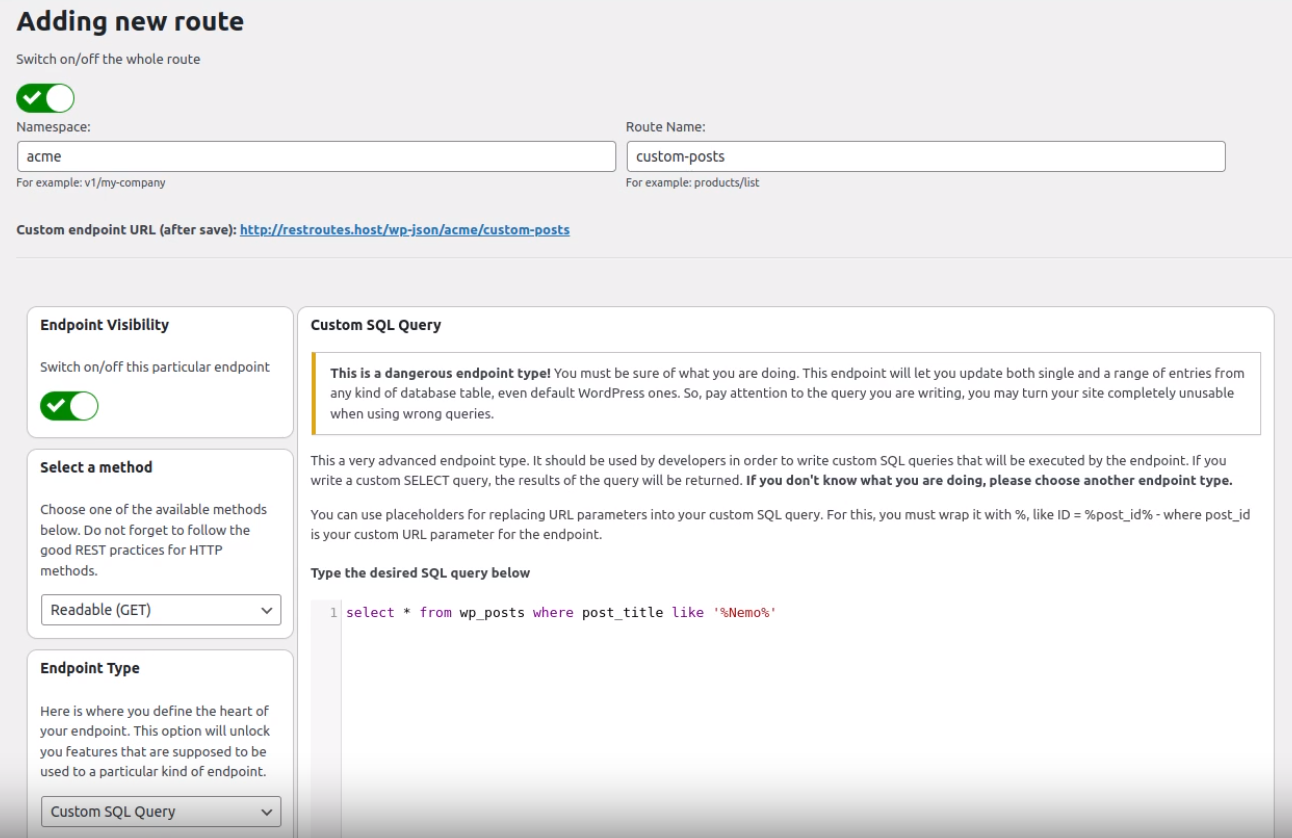 Adding new route
Switch on/off the whole route
Namespace:
Route Name:
acme
custom-posts
For example: v1/my-company
For example: products/list
Custom endpoint URL (after save): http://restroutes.host/wp-json/acme/custom-posts
Endpoint Visibility
Switch on/off this particular endpoint
Select a method
Choose one of the available methods
below. Do not forget to follow the
good REST practices for HTTP
methods.
Readable (GET)
Endpoint Type
Here is where you define the heart of
your endpoint. This option will unlock
you features that are supposed to be
used to a particular kind of endpoint.
Custom SQL Query
Custom SQL Query
This is a dangerous endpoint type! You must be sure of what you are doing. This endpoint will let you update both single and a range of entries from
any kind of database table, even default WordPress ones. So, pay attention to the query you are writing, you may turn your site completely unusable
when using wrong queries.
This a very advanced endpoint type. It should be used by developers in order to write custom SQL queries that will be executed by the endpoint. If you
write a custom SELECT query, the results of the query will be returned. If you don't know what you are doing, please choose another endpoint type.
You can use placeholders for replacing URL parameters into your custom SQL query. For this, you must wrap it with %, like ID = %post_id% - where post_id
is your custom URL parameter for the endpoint.
Type the desired SQL query below
1 select * from wp_posts where post_title like '%Nemo%'